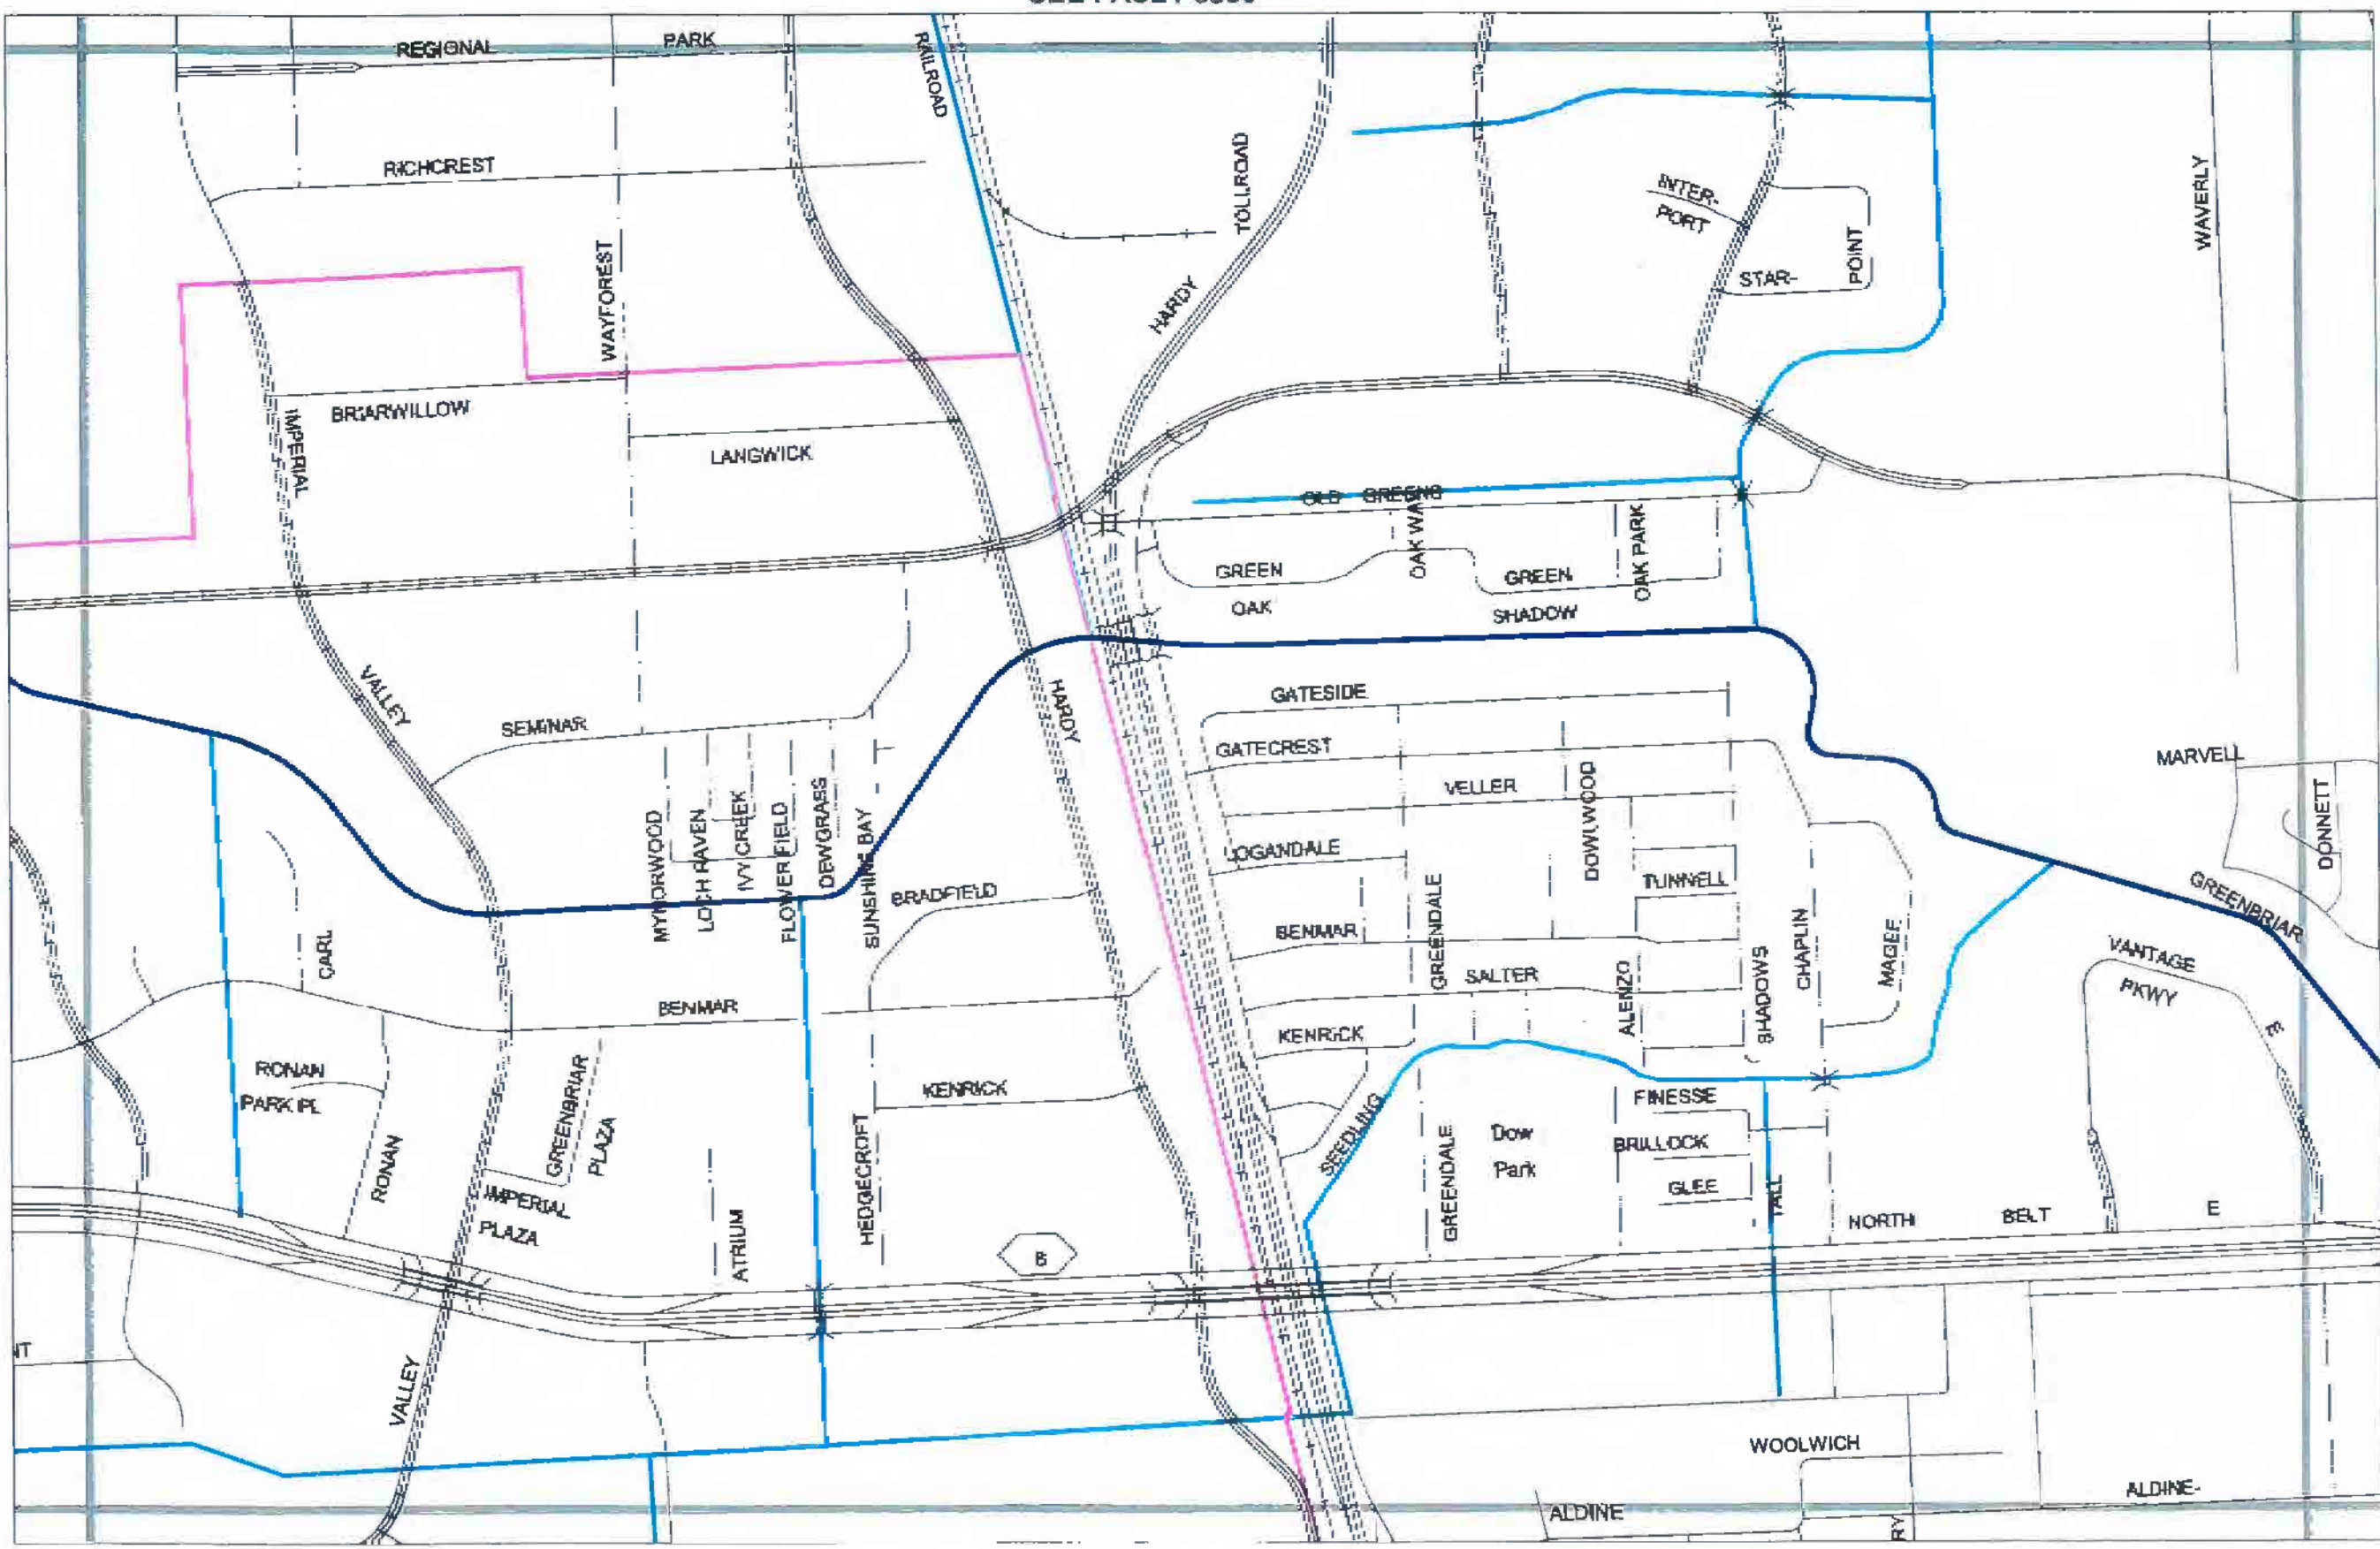 REGIONAL
PARK
RAILROAD
RICHCREST
TOLLROAD
INTER-
PORT
WAVERLY
WAYFOREST
POINT
STAR-
HARDY
BRIARWILLOW
IMPERIAL
LANGWICK
OLD GREENS
OAK WAY
OAK PARK
GREEN
OAK
GREEN
SHADOW
VALLEY
HARDY
GATESIDE
SEMINAR
GATECREST
MARVELL
VELLER
DOWLWOOD
DONNETT
MYNDORWOOD
LOCH RAVEN
IVY CREEK
FLOWER FIELD
DEWGRASS
SUNSHINE BAY
LOGANDALE
BRADFIELD
GREENDALE
TUNNELL
GREENBRIAR
BENMAR
CARL
SALTER
ALENZO
SHADOWS
CHAPLIN
MAGEE
VANTAGE
PKWY
E
BENMAR
KENRICK
RONAN
PARK PL
GREENBRIAR
PLAZA
KENRICK
FINESSE
SEEDLING
Dow
Park
BRILLOCK
GREENDALE
GLEE
TALL
RONAN
IMPERIAL
PLAZA
ATRIUM
HEDGECROFT
NORTH
BELT
E
8
NT
VALLEY
WOOLWICH
ALDINE-
ALDINE
RY